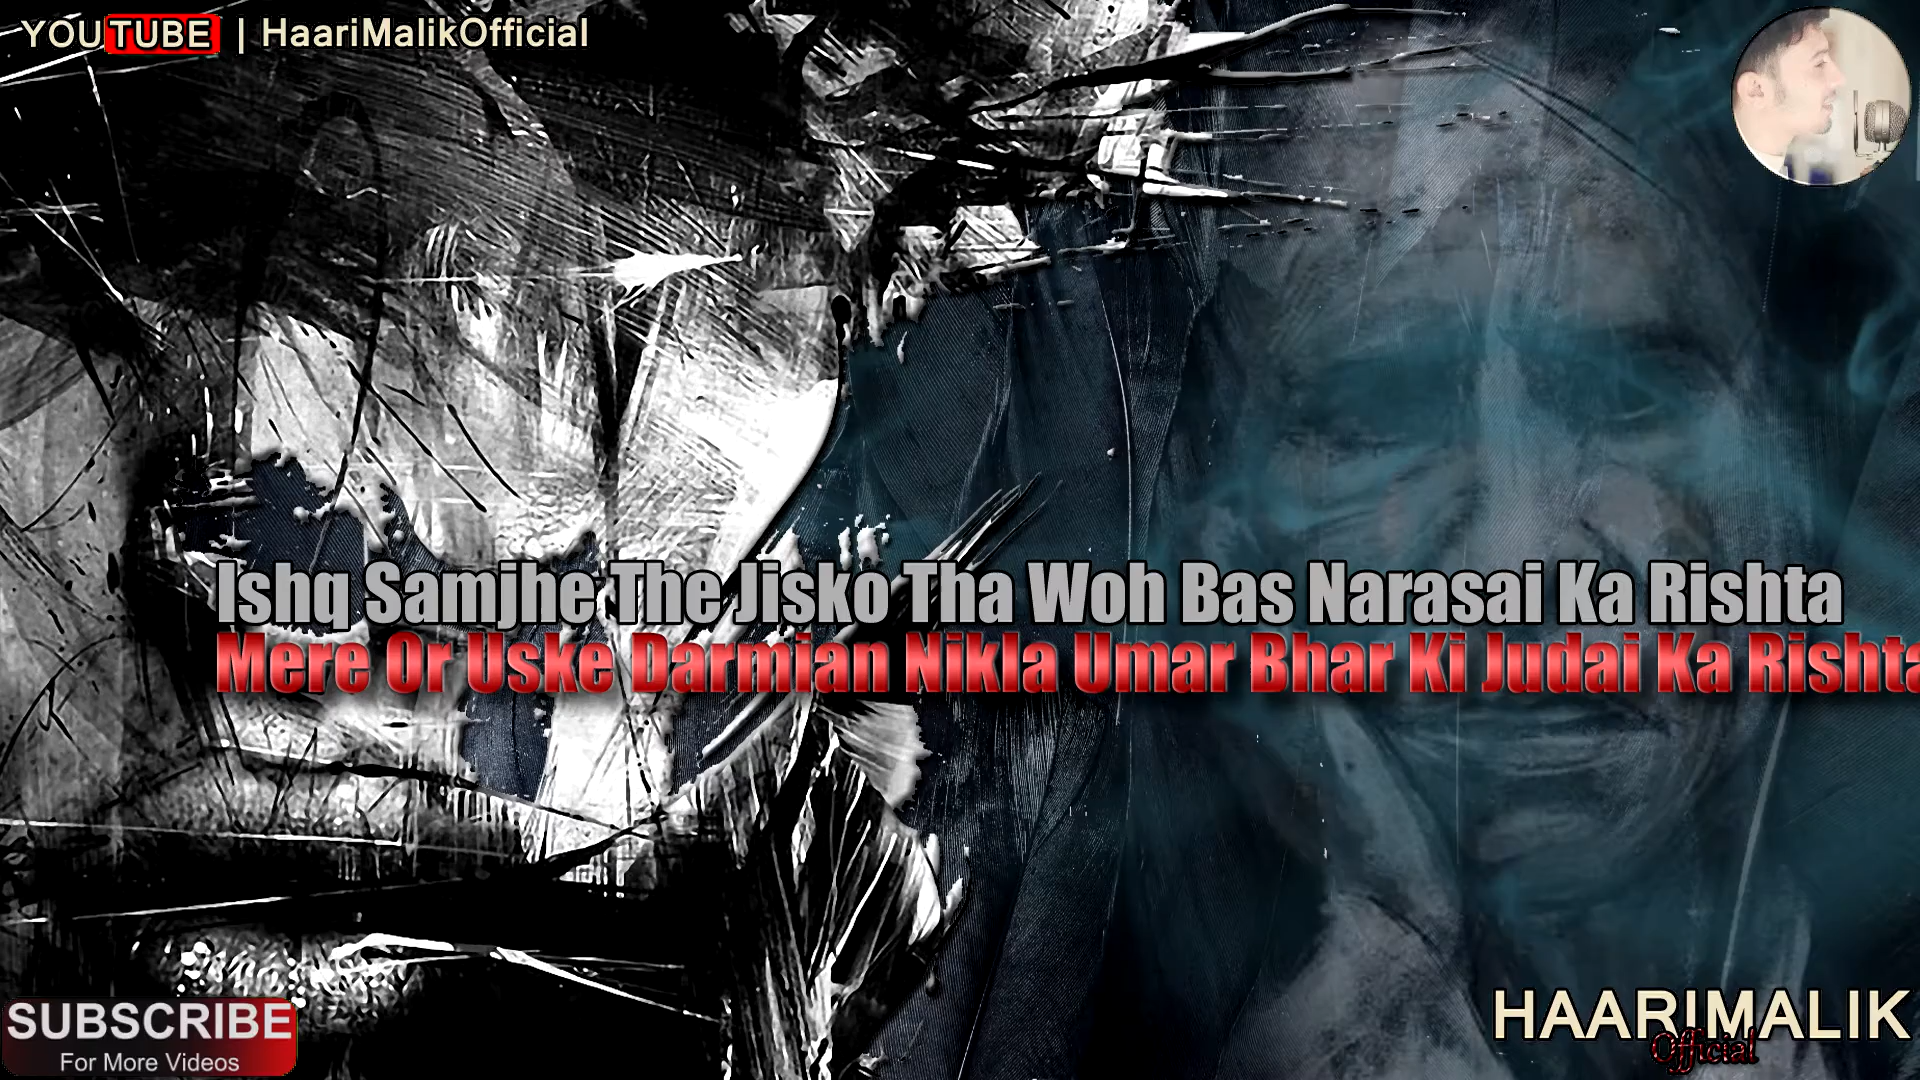 YOUTUBE | HaariMalikOfficial
Ishq Samjhe The Jisko Tha Woh Bas Narasai Ka Rishta
Mere Or Uske Darmian Nikla Umar Bhar Ki Judai Ka Rishta
SUBSCRIBE
For More Videos
HAARIMALIK
Official